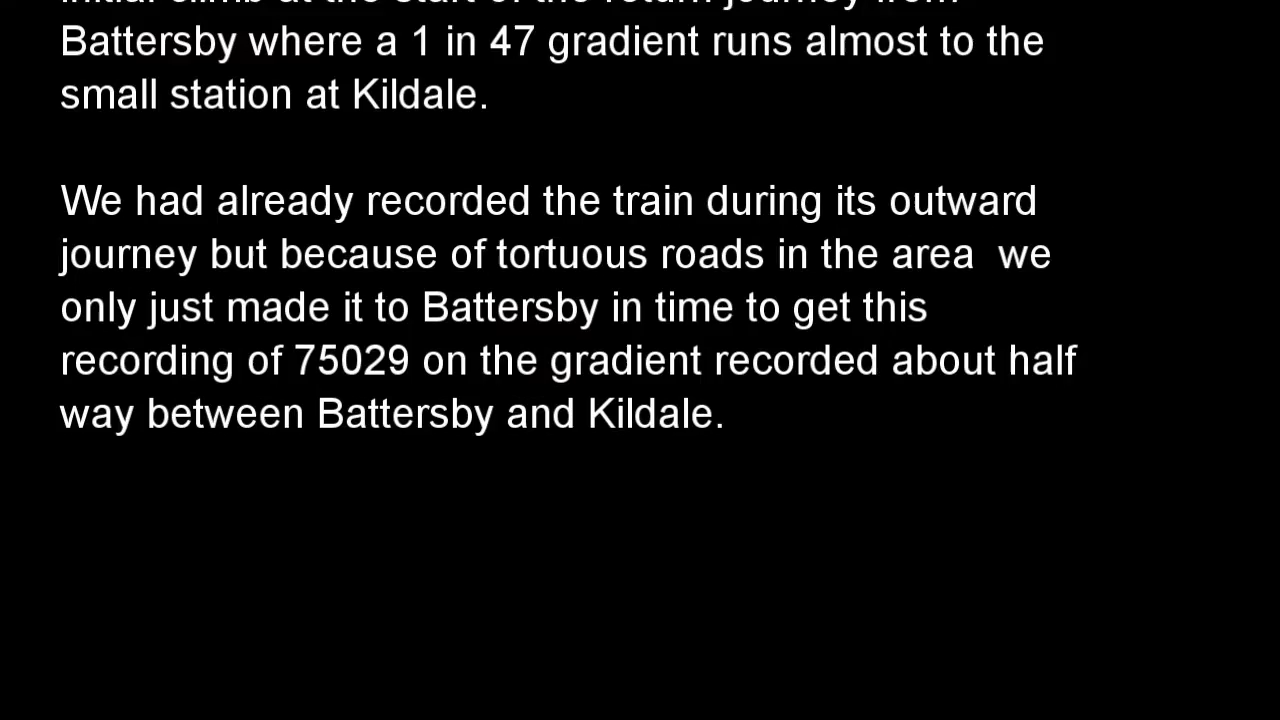 initial climb at the start of the return journey from
Battersby where a 1 in 47 gradient runs almost to the
small station at Kildale.
We had already recorded the train during its outward
journey but because of tortuous roads in the area  we
only just made it to Battersby in time to get this
recording of 75029 on the gradient recorded about half
way between Battersby and Kildale.